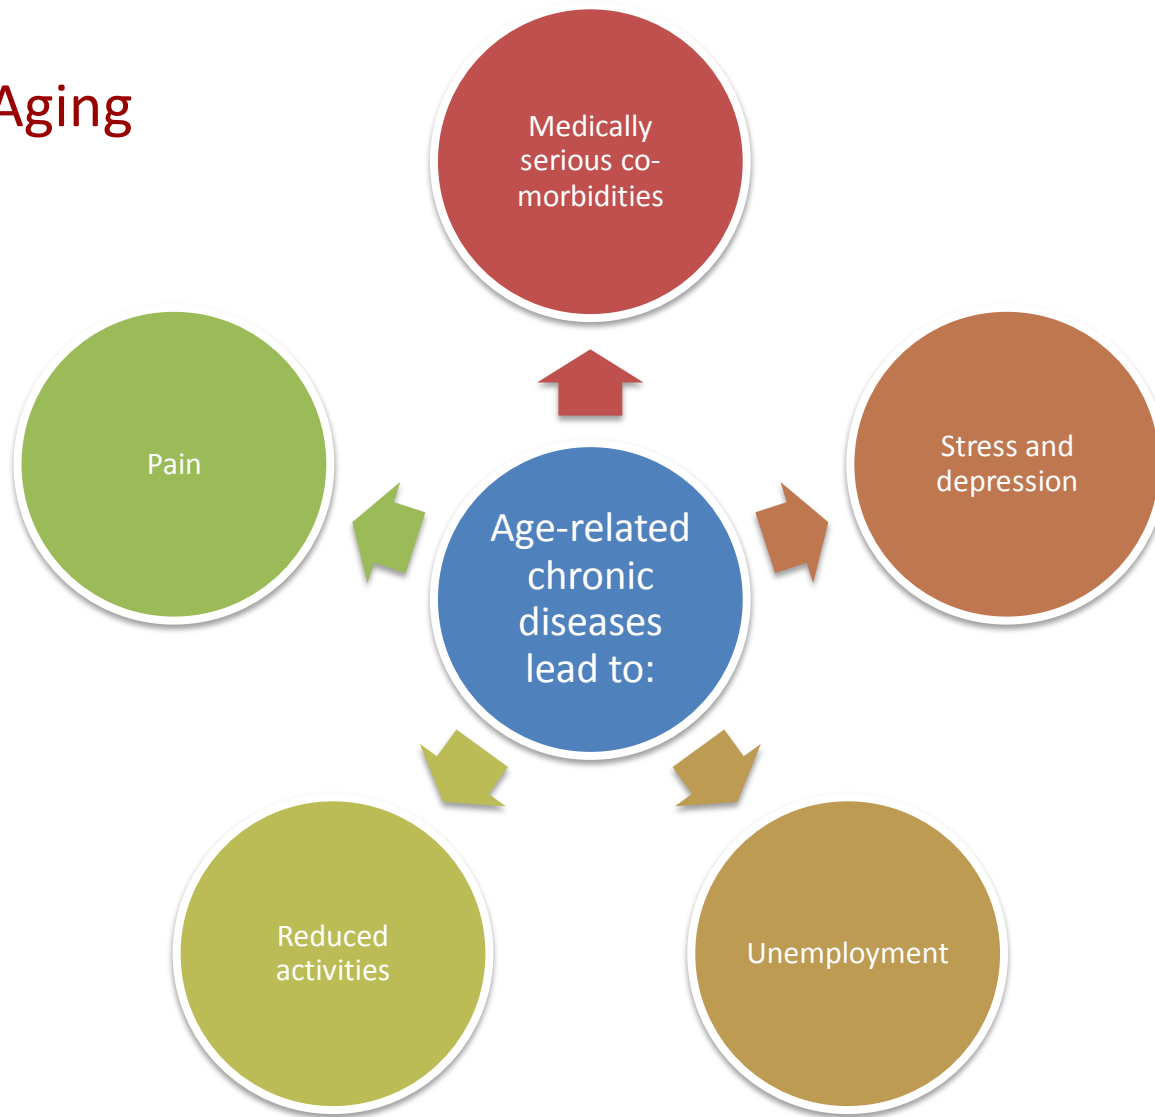 Aging
Medically
serious co-
morbidities
Stress and
depression
Pain
Age-related
chronic
diseases
lead to:
Reduced
activities
Unemployment